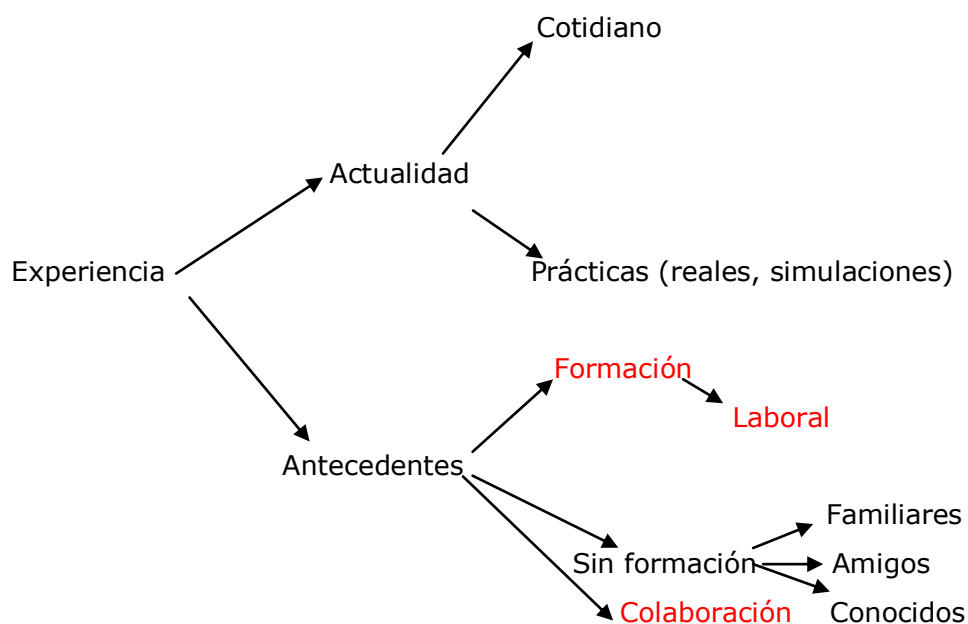 Cotidiano
Actualidad
Experiencia
Prácticas (reales, simulaciones)
Formación
Laboral
Antecedentes
Familiares
Sin formación
Amigos
Colaboración
Conocidos